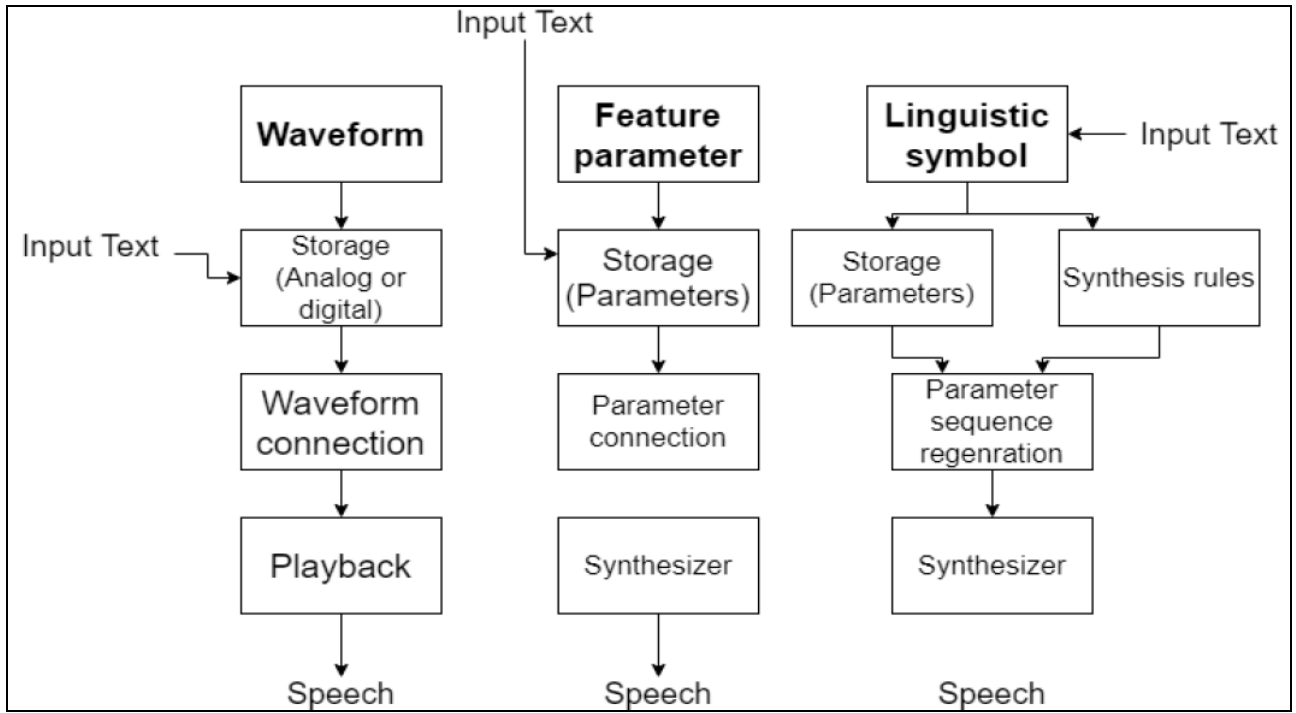 Input Text
Waveform
Input Text
Storage
(Analog or
digital)
Waveform
connection
Playback
Speech
Feature
parameter
Storage
(Parameters)
Parameter
connection
Synthesizer
Speech
Linguistic
symbol
Input Text
Storage
(Parameters)
Synthesis rules
Parameter
sequence
regenration
Synthesizer
Speech